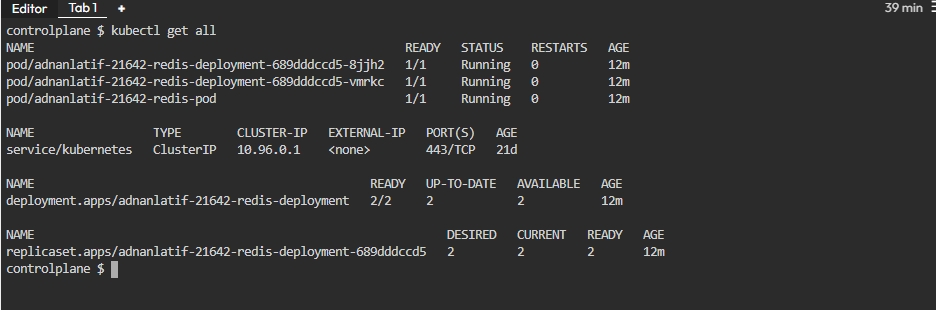 Editor Tab 1 + 39 min
controlplane $ kubectl get all
NAME READY STATUS RESTARTS AGE
pod/adnanlatif-21642-redis-deployment-689dddccd5-8jjh2 1/1 Running 0 12m
pod/adnanlatif-21642-redis-deployment-689dddccd5-vmrkc 1/1 Running 0 12m
pod/adnanlatif-21642-redis-pod 1/1 Running 0 12m
NAME TYPE CLUSTER-IP EXTERNAL-IP PORT(S) AGE
service/kubernetes ClusterIP 10.96.0.1 <none> 443/TCP 21d
NAME READY UP-TO-DATE AVAILABLE AGE
deployment.apps/adnanlatif-21642-redis-deployment 2/2 2 2 12m
NAME DESIRED CURRENT READY AGE
replicaset.apps/adnanlatif-21642-redis-deployment-689dddccd5 2 2 2 12m
controlplane $